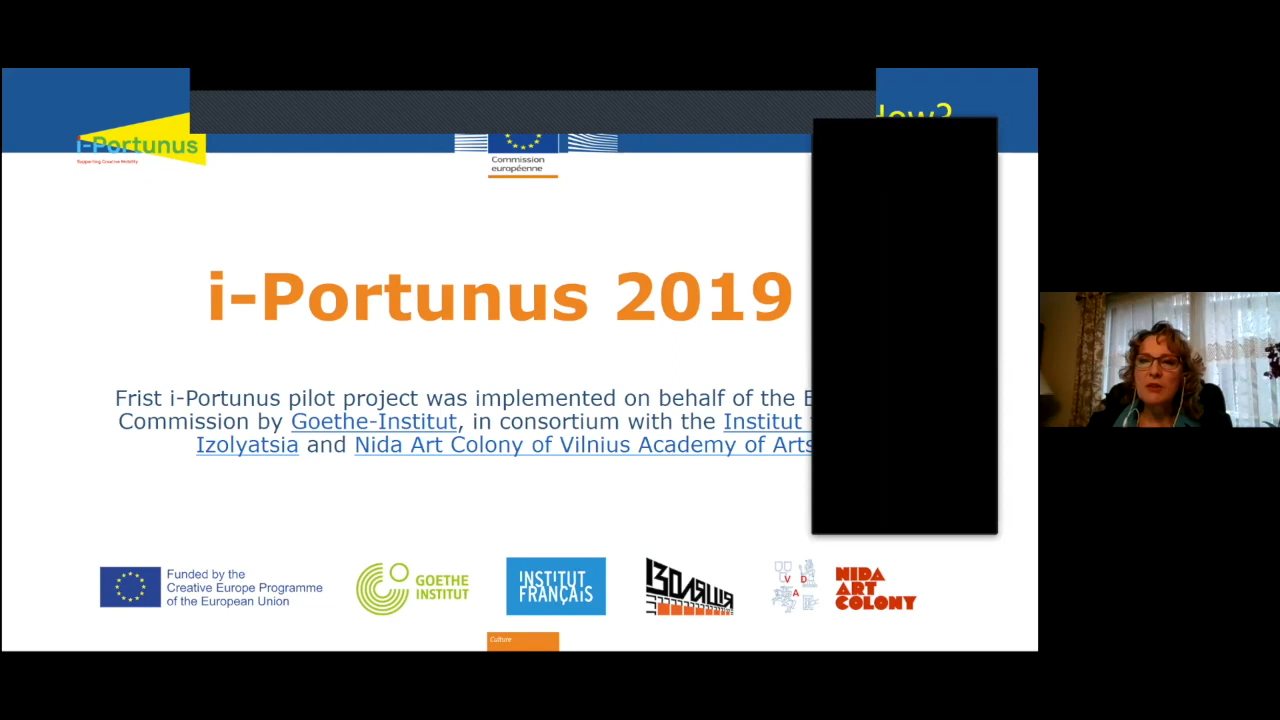 i-Portunus
Supporting Creative Mobility
Commission
européenne
i-Portunus 2019
Frist i-Portunus pilot project was implemented on behalf of the
Commission by Goethe-Institut, in consortium with the Institut
Izolyatsia and Nida Art Colony of Vilnius Academy of Arts
Funded by the
Creative Europe Programme
of the European Union
GOETHE
INSTITUT
INSTITUT
FRANÇAIS
ІЗОЛЯЦІЯ
V D
A
NIDA
ART
COLONY
Culture